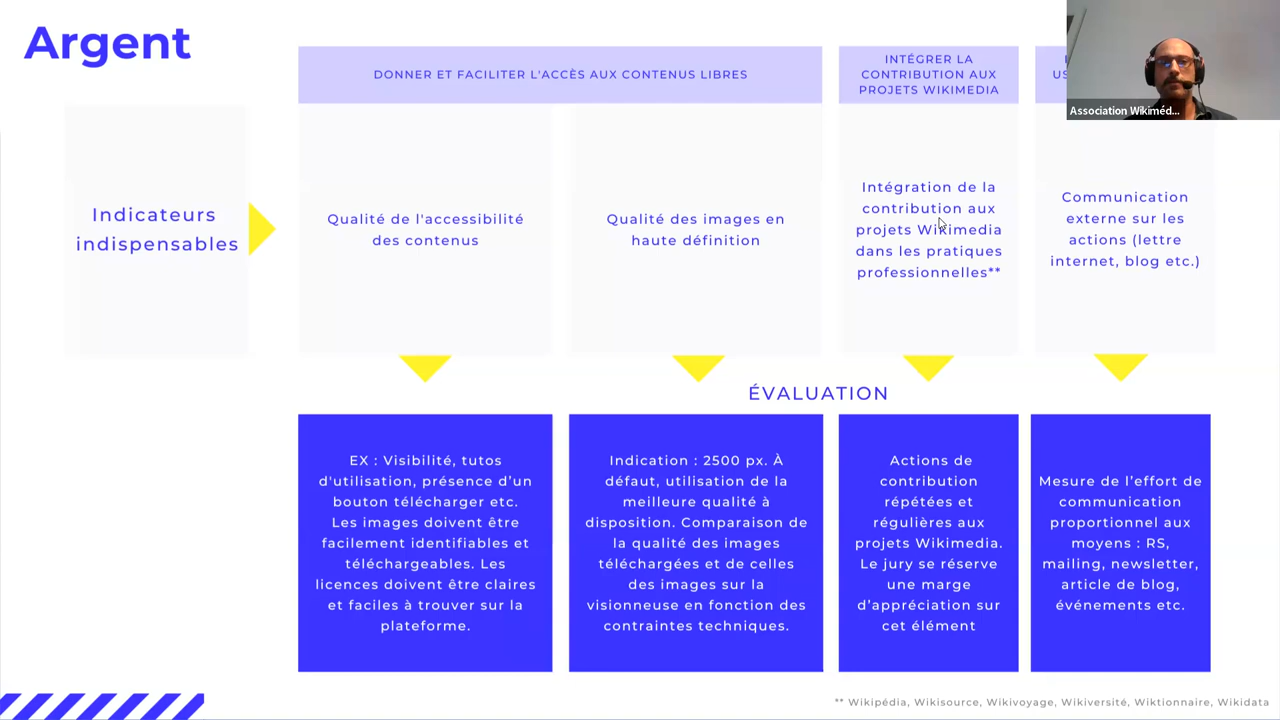 Argent
DONNER ET FACILITER L'ACCÈS AUX CONTENUS LIBRES
INTÉGRER LA
CONTRIBUTION AUX
PROJETS WIKIMEDIA
Association Wikiméd...
Indicateurs
indispensables
Qualité de l'accessibilité
des contenus
Qualité des images en
haute définition
Intégration de la
contribution aux
projets Wikimedia
dans les pratiques
professionnelles**
Communication
externe sur les
actions (lettre
internet, blog etc.)
ÉVALUATION
EX : Visibilité, tutos
d'utilisation, présence d’un
bouton télécharger etc.
Les images doivent être
facilement identifiables et
téléchargeables. Les
licences doivent être claires
et faciles à trouver sur la
plateforme.
Indication : 2500 px. À
défaut, utilisation de la
meilleure qualité à
disposition. Comparaison de
la qualité des images
téléchargées et de celles
des images sur la
visionneuse en fonction des
contraintes techniques.
Actions de
contribution
répétées et
régulières aux
projets Wikimedia.
Le jury se réserve
une marge
d’appréciation sur
cet élément
Mesure de l’effort de
communication
proportionnel aux
moyens : RS,
mailing, newsletter,
article de blog,
événements etc.
** Wikipédia, Wikisource, Wikivoyage, Wikiversité, Wiktionnaire, Wikidata